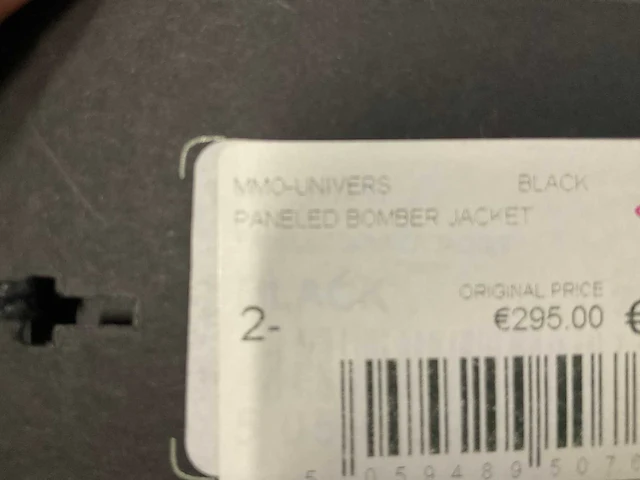 MMO-UNIVERS BLACK
PANELED BOMBER JACKET
ORIGINAL PRICE
2- €295.00 €
5 059489 507